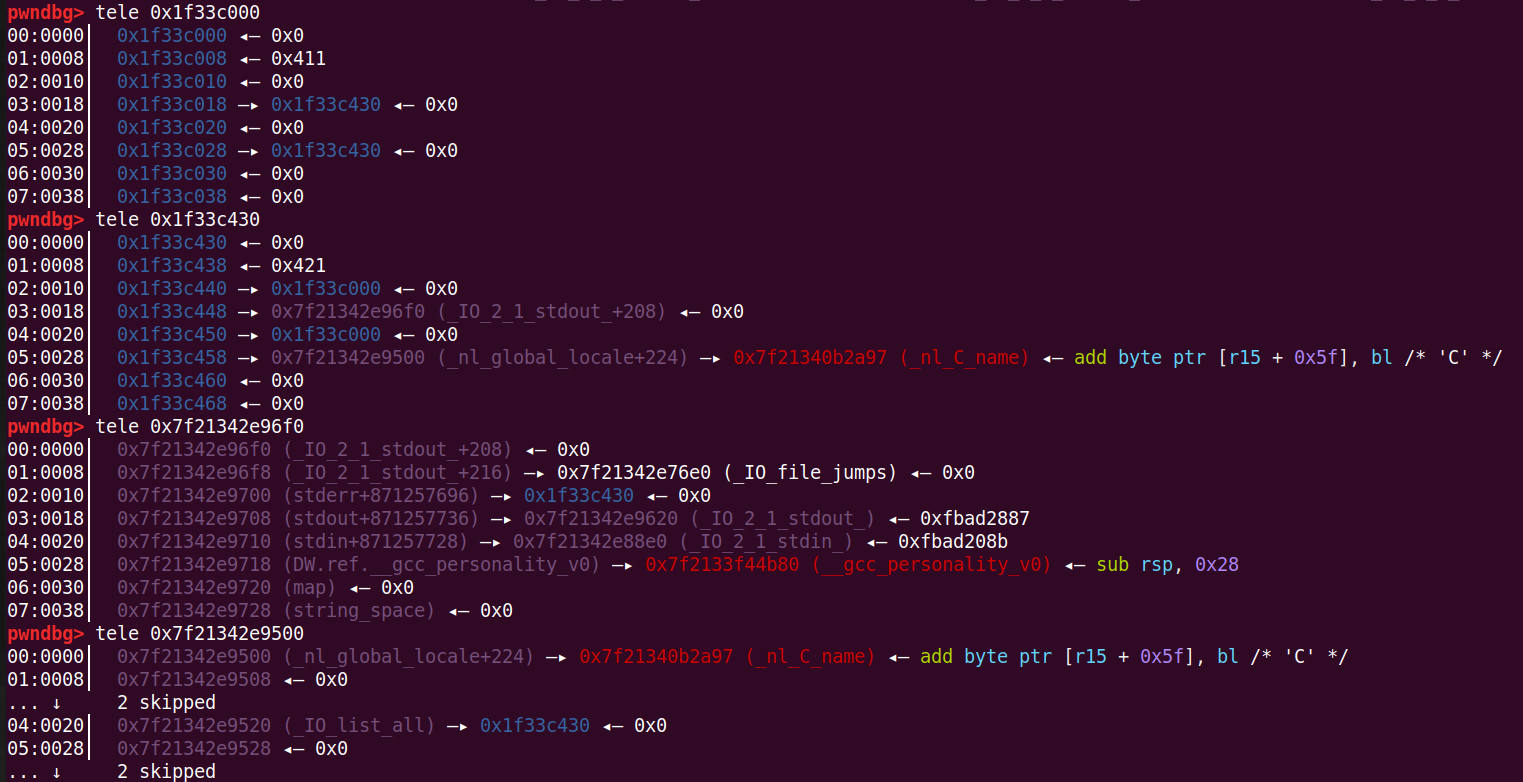 pwndbg> tele 0x1f33c000
00:0000│  0x1f33c000 ◂— 0x0
01:0008│  0x1f33c008 ◂— 0x411
02:0010│  0x1f33c010 ◂— 0x0
03:0018│  0x1f33c018 —▸ 0x1f33c430 ◂— 0x0
04:0020│  0x1f33c020 ◂— 0x0
05:0028│  0x1f33c028 —▸ 0x1f33c430 ◂— 0x0
06:0030│  0x1f33c030 ◂— 0x0
07:0038│  0x1f33c038 ◂— 0x0
pwndbg> tele 0x1f33c430
00:0000│  0x1f33c430 ◂— 0x0
01:0008│  0x1f33c438 ◂— 0x421
02:0010│  0x1f33c440 —▸ 0x1f33c000 ◂— 0x0
03:0018│  0x1f33c448 —▸ 0x7f21342e96f0 (_IO_2_1_stdout_+208) ◂— 0x0
04:0020│  0x1f33c450 —▸ 0x1f33c000 ◂— 0x0
05:0028│  0x1f33c458 —▸ 0x7f21342e9500 (_nl_global_locale+224) —▸ 0x7f21340b2a97 (_nl_C_name) ◂— add byte ptr [r15 + 0x5f], bl /* 'C' */
06:0030│  0x1f33c460 ◂— 0x0
07:0038│  0x1f33c468 ◂— 0x0
pwndbg> tele 0x7f21342e96f0
00:0000│  0x7f21342e96f0 (_IO_2_1_stdout_+208) ◂— 0x0
01:0008│  0x7f21342e96f8 (_IO_2_1_stdout_+216) —▸ 0x7f21342e76e0 (_IO_file_jumps) ◂— 0x0
02:0010│  0x7f21342e9700 (stderr+871257696) —▸ 0x1f33c430 ◂— 0x0
03:0018│  0x7f21342e9708 (stdout+871257736) —▸ 0x7f21342e9620 (_IO_2_1_stdout_) ◂— 0xfbad2887
04:0020│  0x7f21342e9710 (stdin+871257728) —▸ 0x7f21342e88e0 (_IO_2_1_stdin_) ◂— 0xfbad208b
05:0028│  0x7f21342e9718 (DW.ref.__gcc_personality_v0) —▸ 0x7f2133f44b80 (__gcc_personality_v0) ◂— sub rsp, 0x28
06:0030│  0x7f21342e9720 (map) ◂— 0x0
07:0038│  0x7f21342e9728 (string_space) ◂— 0x0
pwndbg> tele 0x7f21342e9500
00:0000│  0x7f21342e9500 (_nl_global_locale+224) —▸ 0x7f21340b2a97 (_nl_C_name) ◂— add byte ptr [r15 + 0x5f], bl /* 'C' */
01:0008│  0x7f21342e9508 ◂— 0x0
... ↓  2 skipped
04:0020│  0x7f21342e9520 (_IO_list_all) —▸ 0x1f33c430 ◂— 0x0
05:0028│  0x7f21342e9528 ◂— 0x0
... ↓  2 skipped